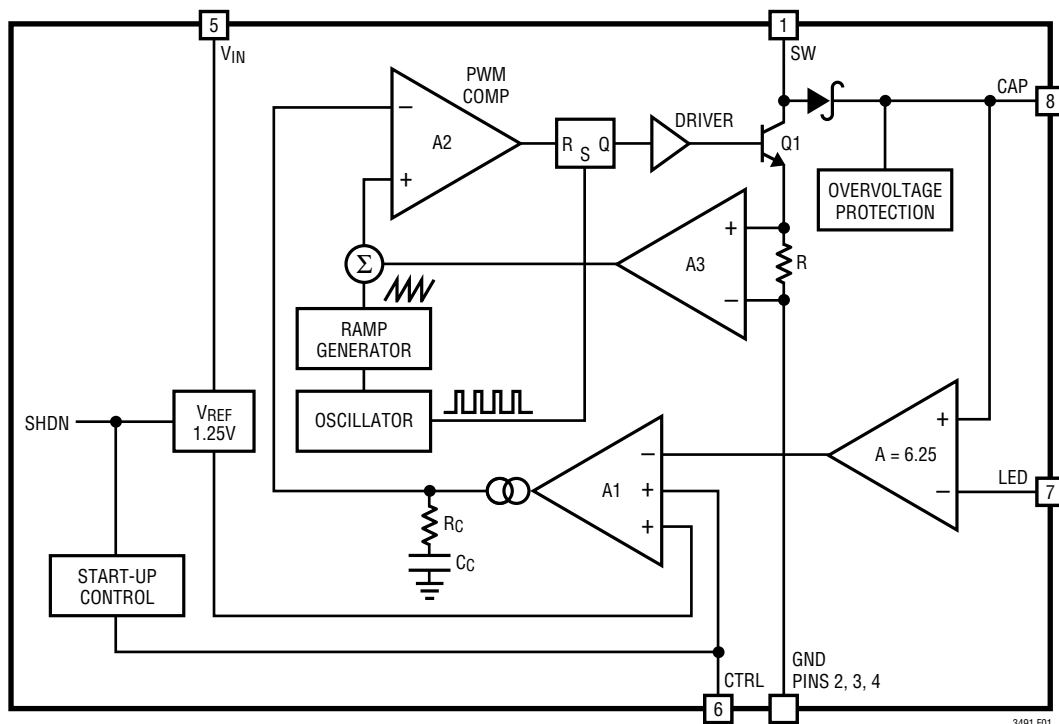 5
VIN
1
SW
CAP
8
PWM
COMP
−
A2
+
R S Q
DRIVER
Q1
OVERVOLTAGE
PROTECTION
Σ
+
A3
−
R
RAMP
GENERATOR
OSCILLATOR
SHDN
VREF
1.25V
+
A = 6.25
−
LED
7
−
A1
+
+
RC
CC
START-UP
CONTROL
CTRL
6
GND
PINS 2, 3, 4
3491 F01